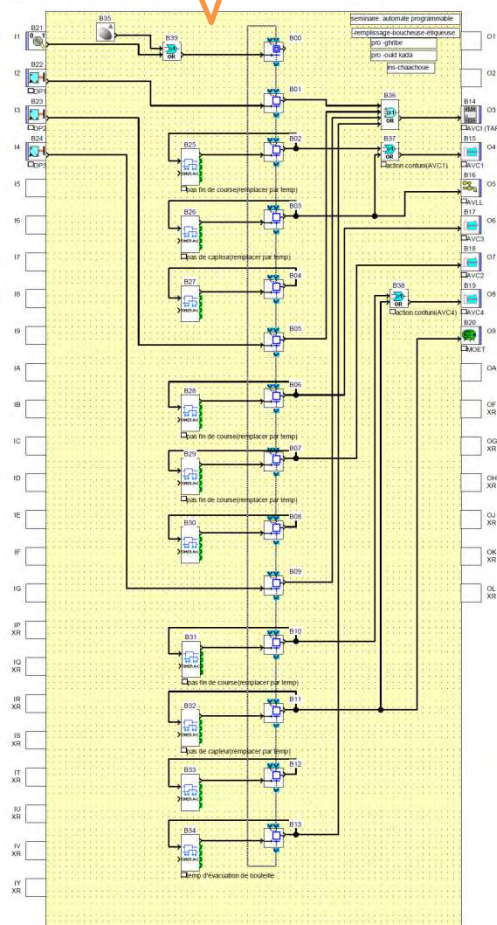 seminaire: automate programmable
-remplissage-boucheuse-étiqueuse
pro -ghribe
pro -ould kada
ins-chaachoue
B35
B39
OR
B00
I1
B21
O1
I2
B22
DP1
B01
O2
I3
B23
DP2
B36
OR
B14
O3
AVCI (TAP
I4
B24
DP3
B25
B02
B37
OR
B15
O4
AVC1
pas fin de course(remplacer par temp)
action conture(AVC1)
I5
B16
O5
AVLL
I6
B26
B03
B17
O6
AVC3
pas de capteur(remplacer par temp)
I7
B18
O7
AVC2
I8
B27
B04
B38
OR
B19
O8
AVC4
action conture(AVC4)
I9
B05
B20
O9
MOET
IA
OA
IB
B28
B06
OF
XR
pas fin de course(remplacer par temp)
IC
B29
B07
OG
XR
ID
OH
XR
pas fin de course(remplacer par temp)
IE
B30
B08
OJ
XR
IF
OK
XR
IG
B09
OL
XR
IP
XR
B31
B10
IQ
XR
pas fin de course(remplacer par temp)
IR
XR
B32
B11
IS
XR
pas de capteur(remplacer par temp)
IT
XR
B33
B12
IU
XR
IV
XR
B34
B13
temp d'évacuation de bouteille
IY
XR